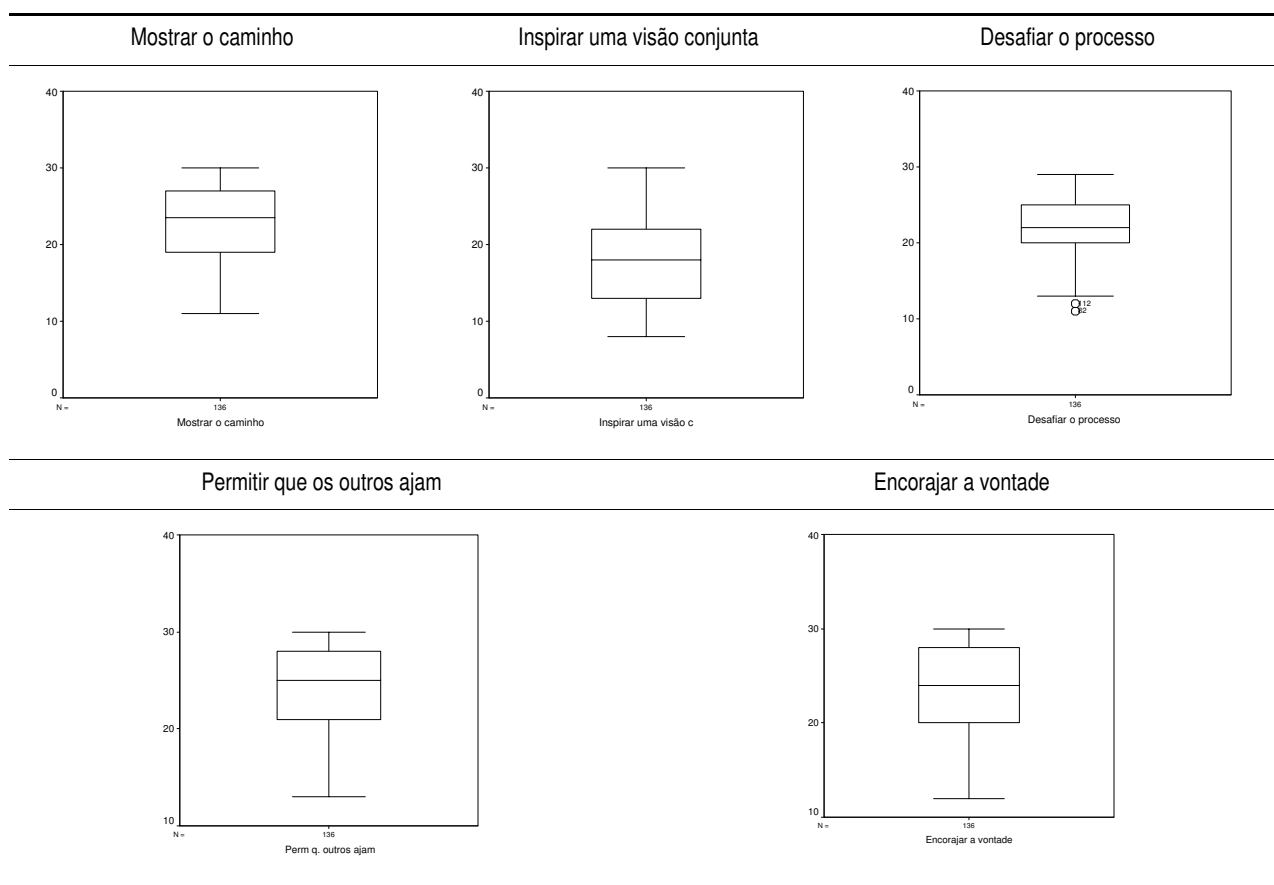 Mostrar o caminho Inspirar uma visão conjunta Desafiar o processo
40 40 40
30 30 30
20 20 20
112
10 10 10
0 0 0
N = 136 N = 136 N = 136
Mostrar o caminho Inspirar uma visão c Desafiar o processo
Permitir que os outros ajam Encorajar a vontade
40 40
30 30
20 20
10 10
N = 136 N = 136
Perm q. outros ajam Encorajar a vontade